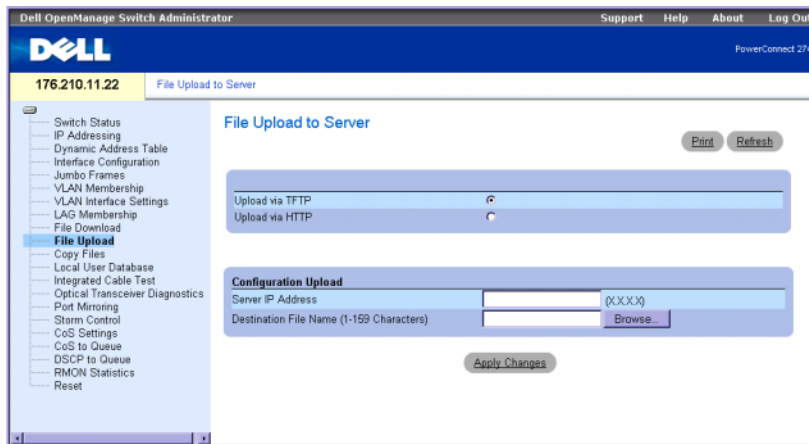 Dell OpenManage Switch Administrator
Support Help About Log Out
DELL
PowerConnect 274
176.210.11.22
File Upload to Server
Switch Status
IP Addressing
Dynamic Address Table
Interface Configuration
Jumbo Frames
VLAN Membership
VLAN Interface Settings
LAG Membership
File Download
File Upload
Copy Files
Local User Database
Integrated Cable Test
Optical Transceiver Diagnostics
Port Mirroring
Storm Control
CoS Settings
CoS to Queue
DSCP to Queue
RMON Statistics
Reset
File Upload to Server
Print Refresh
Upload via TFTP
Upload via HTTP
Configuration Upload
Server IP Address (X.X.X.X)
Destination File Name (1-159 Characters) Browse...
Apply Changes